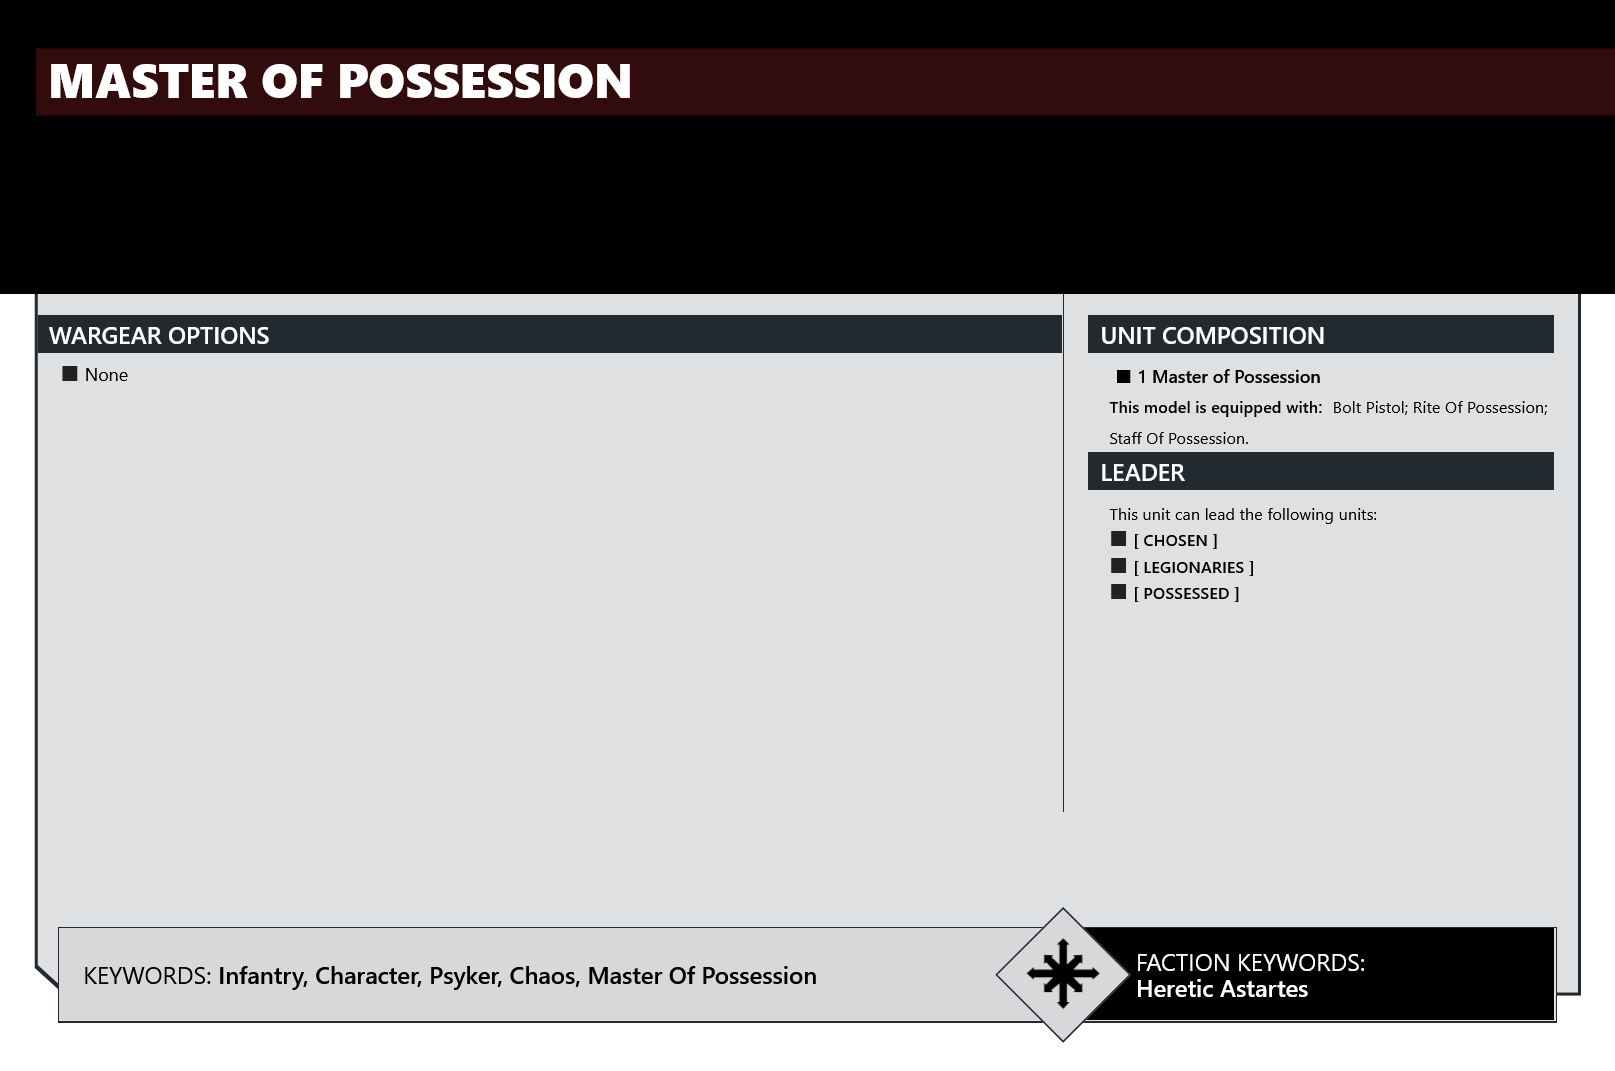 MASTER OF POSSESSION
WARGEAR OPTIONS
None
UNIT COMPOSITION
1 Master of Possession
This model is equipped with: Bolt Pistol; Rite Of Possession;
Staff Of Possession.
LEADER
This unit can lead the following units:
[ CHOSEN ]
[ LEGIONARIES ]
[ POSSESSED ]
KEYWORDS: Infantry, Character, Psyker, Chaos, Master Of Possession
FACTION KEYWORDS:
Heretic Astartes